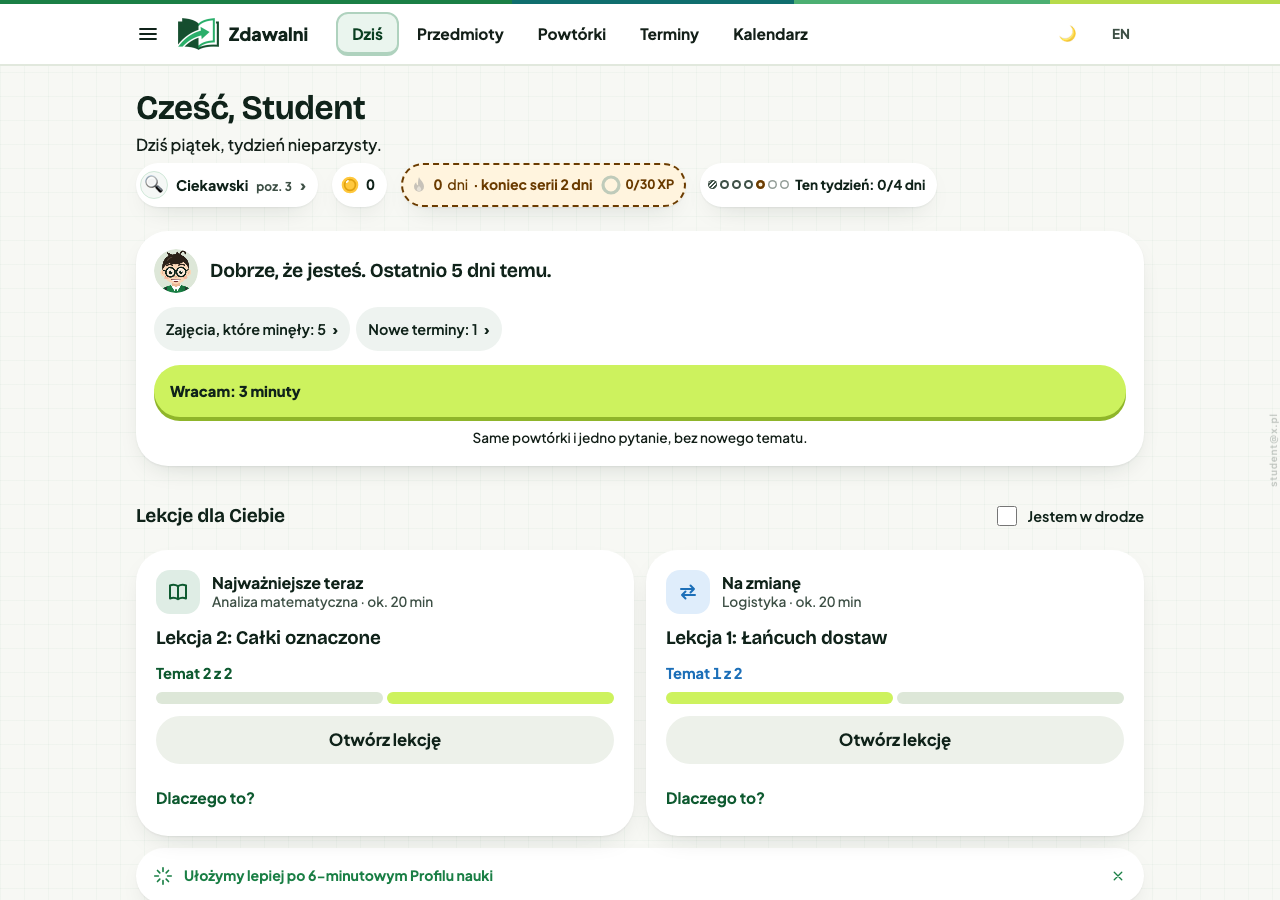 Zdawalni
Dziś
Przedmioty
Powtórki
Terminy
Kalendarz
EN
Cześć, Student
Dziś piątek, tydzień nieparzysty.
Ciekawski poz. 3 ›
0
0 dni · koniec serii 2 dni 0/30 XP
Ten tydzień: 0/4 dni
Dobrze, że jesteś. Ostatnio 5 dni temu.
Zajęcia, które minęły: 5 ›
Nowe terminy: 1 ›
Wracam: 3 minuty
Same powtórki i jedno pytanie, bez nowego tematu.
student@x.pl
Lekcje dla Ciebie
Jestem w drodze
Najważniejsze teraz
Analiza matematyczna · ok. 20 min
Lekcja 2: Całki oznaczone
Temat 2 z 2
Otwórz lekcję
Dlaczego to?
Na zmianę
Logistyka · ok. 20 min
Lekcja 1: Łańcuch dostaw
Temat 1 z 2
Otwórz lekcję
Dlaczego to?
Ułożymy lepiej po 6-minutowym Profilu nauki